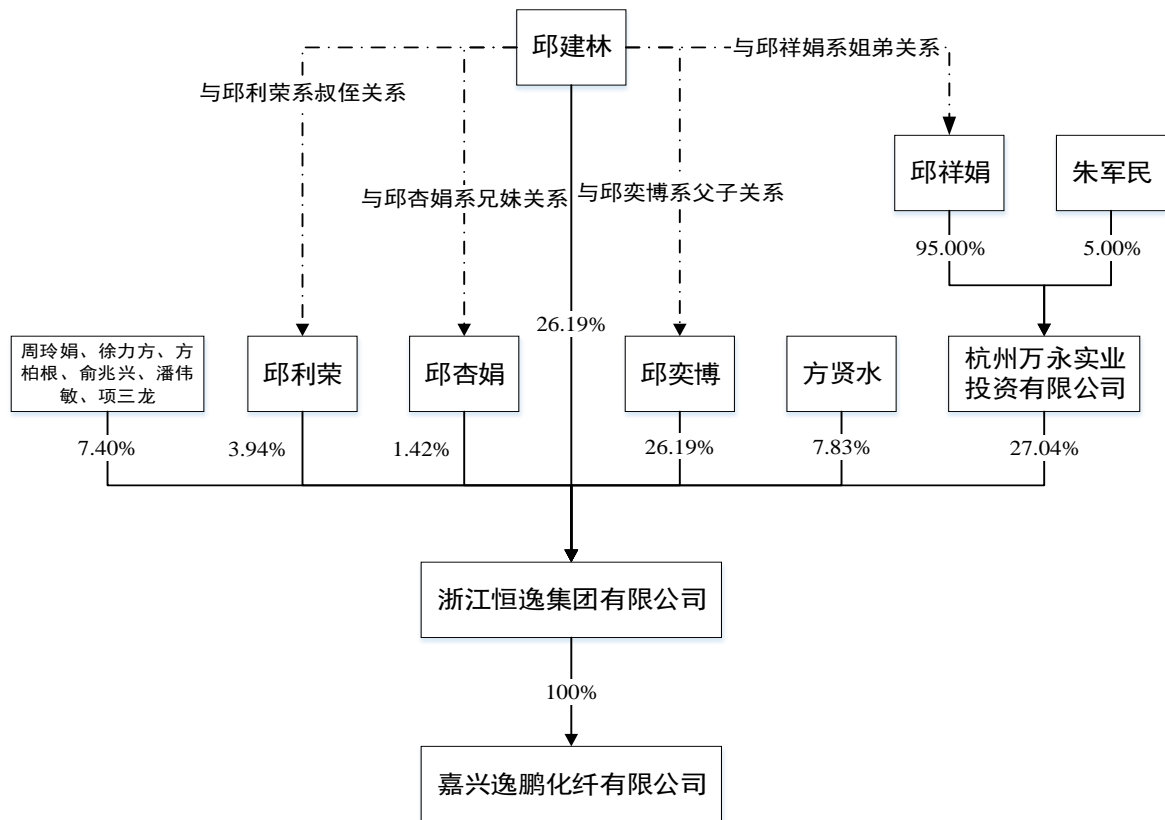 邱建林
与邱祥娟系姐弟关系
与邱利荣系叔侄关系
邱祥娟
朱军民
与邱杏娟系兄妹关系
与邱奕博系父子关系
95.00%
5.00%
26.19%
周玲娟、徐力方、方
柏根、俞兆兴、潘伟
敏、项三龙
邱利荣
邱杏娟
邱奕博
方贤水
杭州万永实业
投资有限公司
7.40%
3.94%
1.42%
26.19%
7.83%
27.04%
浙江恒逸集团有限公司
100%
嘉兴逸鹏化纤有限公司